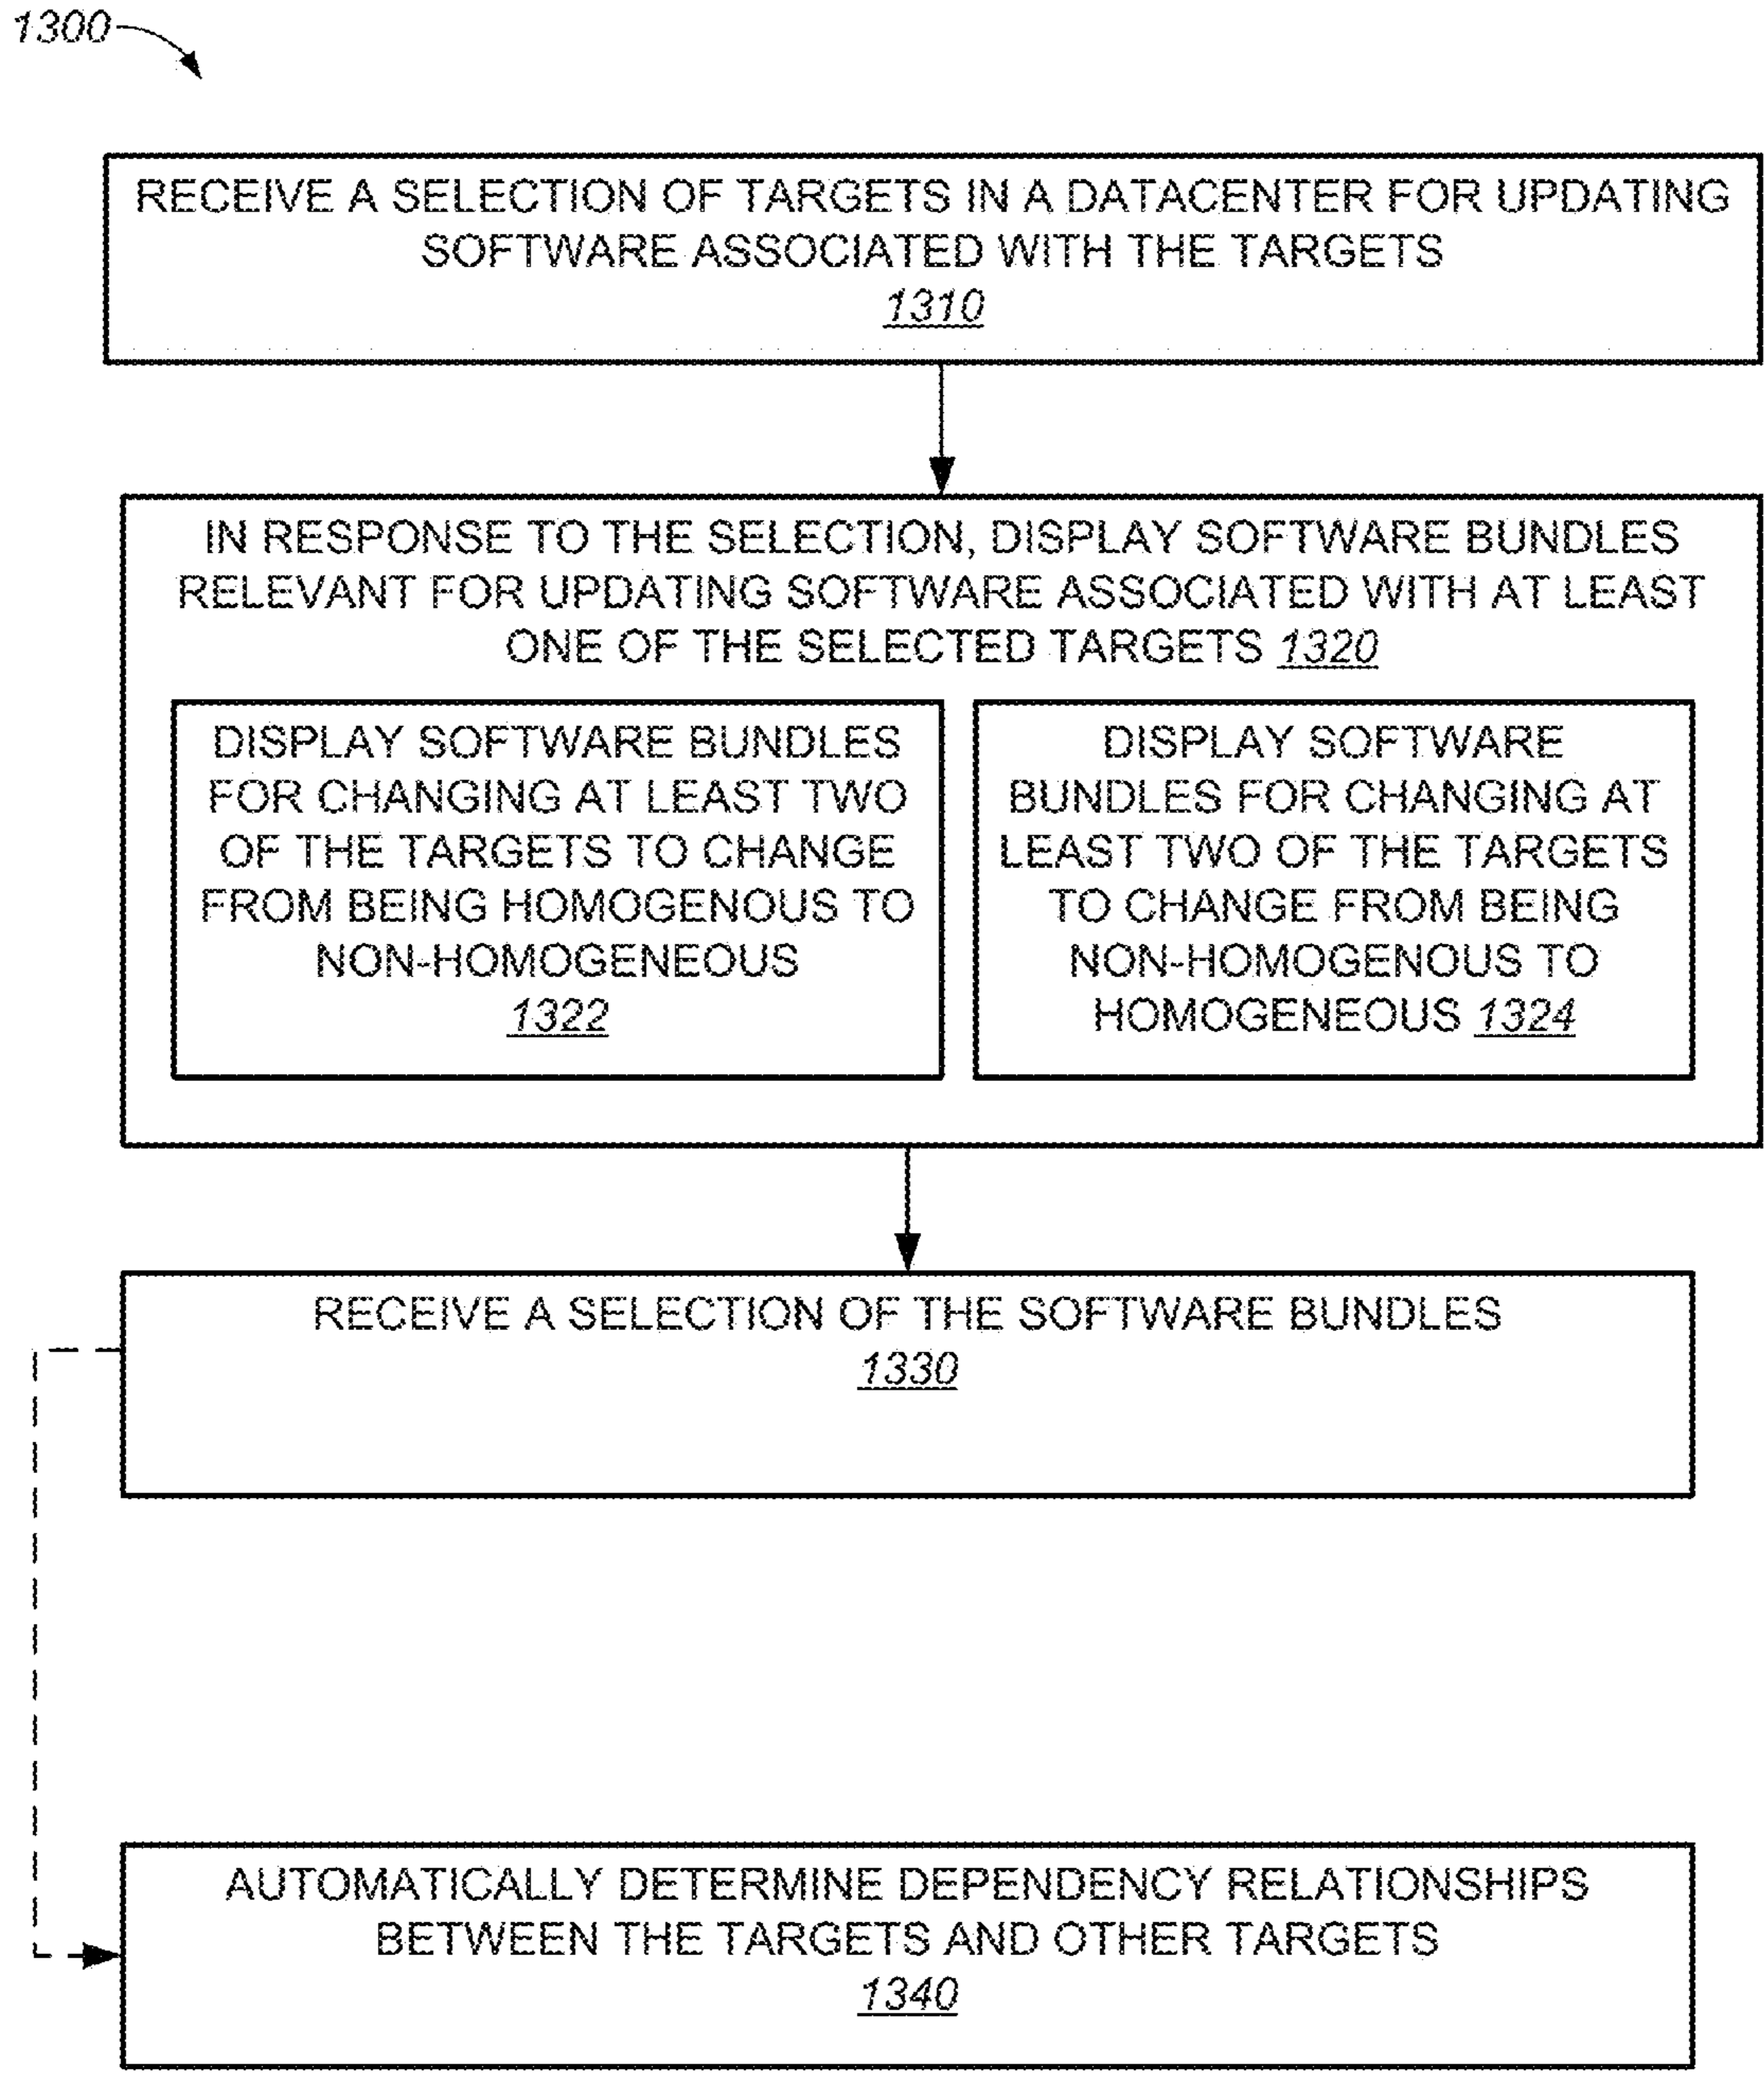 1300
RECEIVE A SELECTION OF TARGETS IN A DATACENTER FOR UPDATING
SOFTWARE ASSOCIATED WITH THE TARGETS
1310
IN RESPONSE TO THE SELECTION, DISPLAY SOFTWARE BUNDLES
RELEVANT FOR UPDATING SOFTWARE ASSOCIATED WITH AT LEAST
ONE OF THE SELECTED TARGETS 1320
DISPLAY SOFTWARE BUNDLES
FOR CHANGING AT LEAST TWO
OF THE TARGETS TO CHANGE
FROM BEING HOMOGENOUS TO
NON-HOMOGENEOUS
1322
DISPLAY SOFTWARE
BUNDLES FOR CHANGING AT
LEAST TWO OF THE TARGETS
TO CHANGE FROM BEING
NON-HOMOGENOUS TO
HOMOGENEOUS 1324
RECEIVE A SELECTION OF THE SOFTWARE BUNDLES
1330
AUTOMATICALLY DETERMINE DEPENDENCY RELATIONSHIPS
BETWEEN THE TARGETS AND OTHER TARGETS
1340